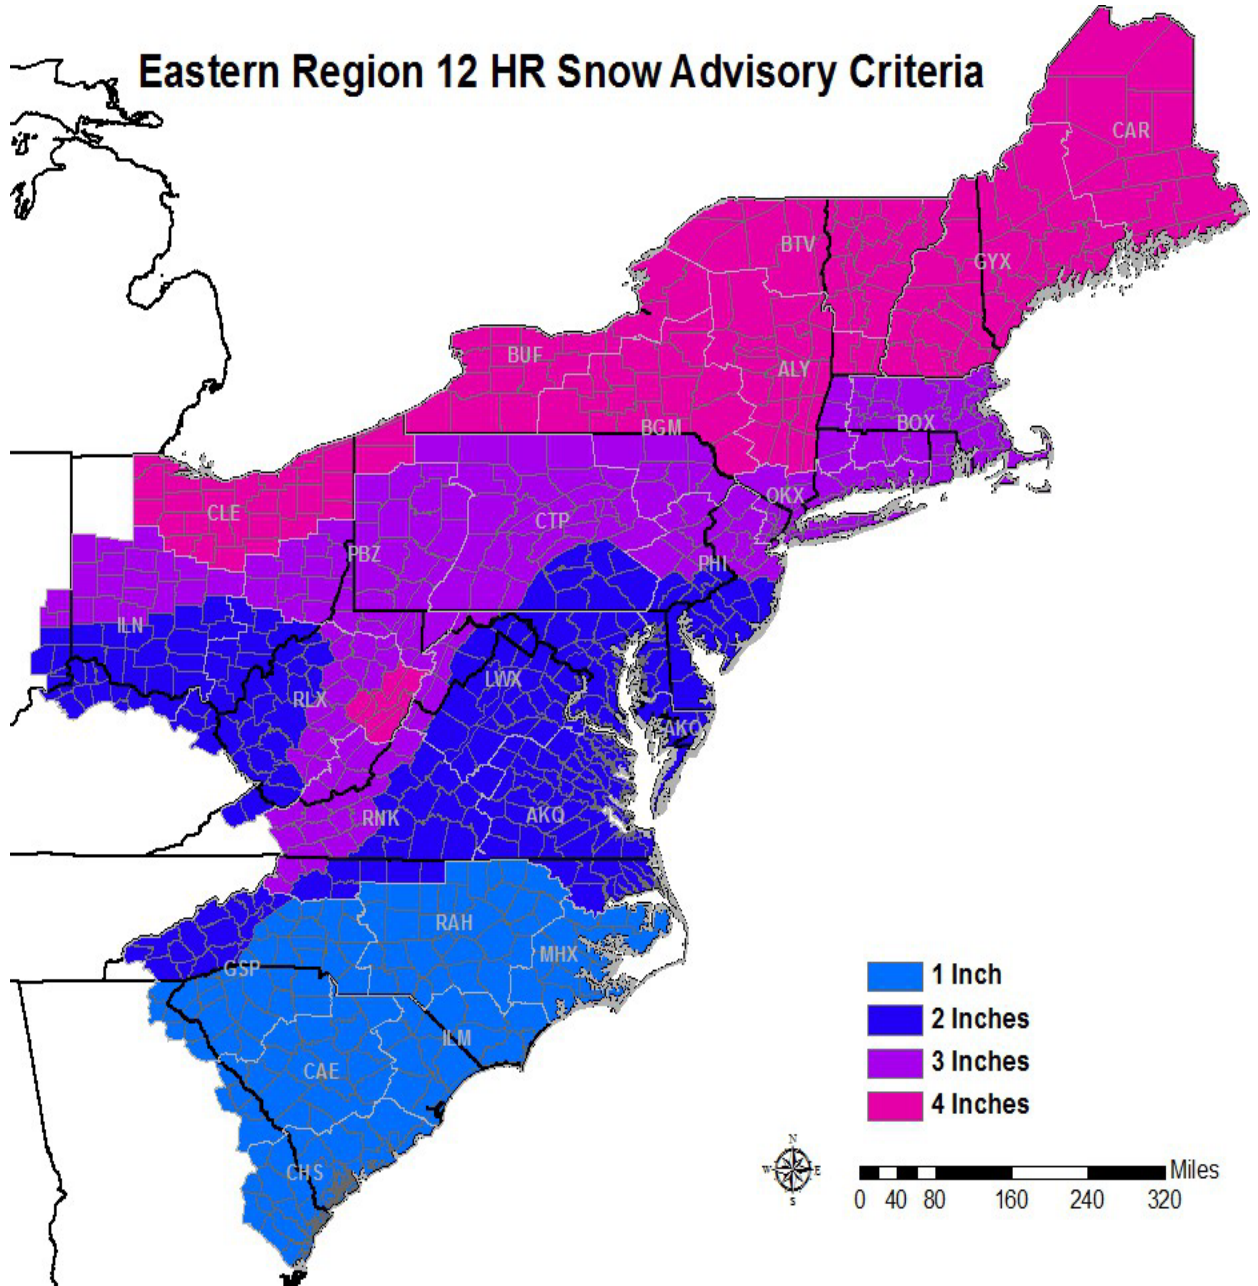 Eastern Region 12 HR Snow Advisory Criteria
CAR
BTV
GYX
BUF
ALY
BGM
BOX
CLE
OKX
CTP
PBZ
PHI
ILN
LWX
RLX
AKQ
RNK
AKQ
RAH
MHX
GSP
ILM
CAE
CHS
1 Inch
2 Inches
3 Inches
4 Inches
N
W E
S
Miles
0 40 80 160 240 320